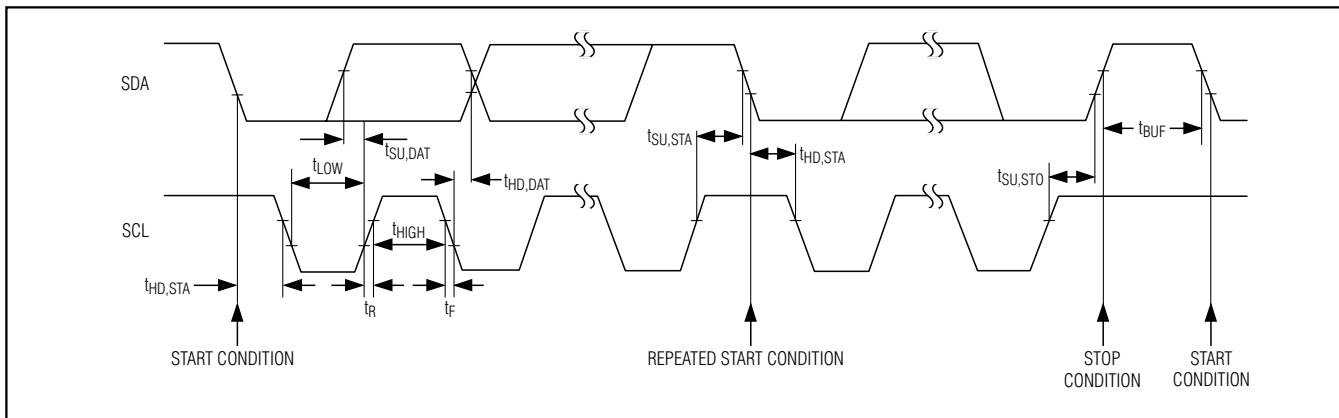 SDA
tSU,STA
tBUF
tSU,DAT
tHD,STA
tLOW
tHD,DAT
tSU,STO
SCL
tHIGH
tHD,STA
tR
tF
START CONDITION
REPEATED START CONDITION
STOP
CONDITION
START
CONDITION